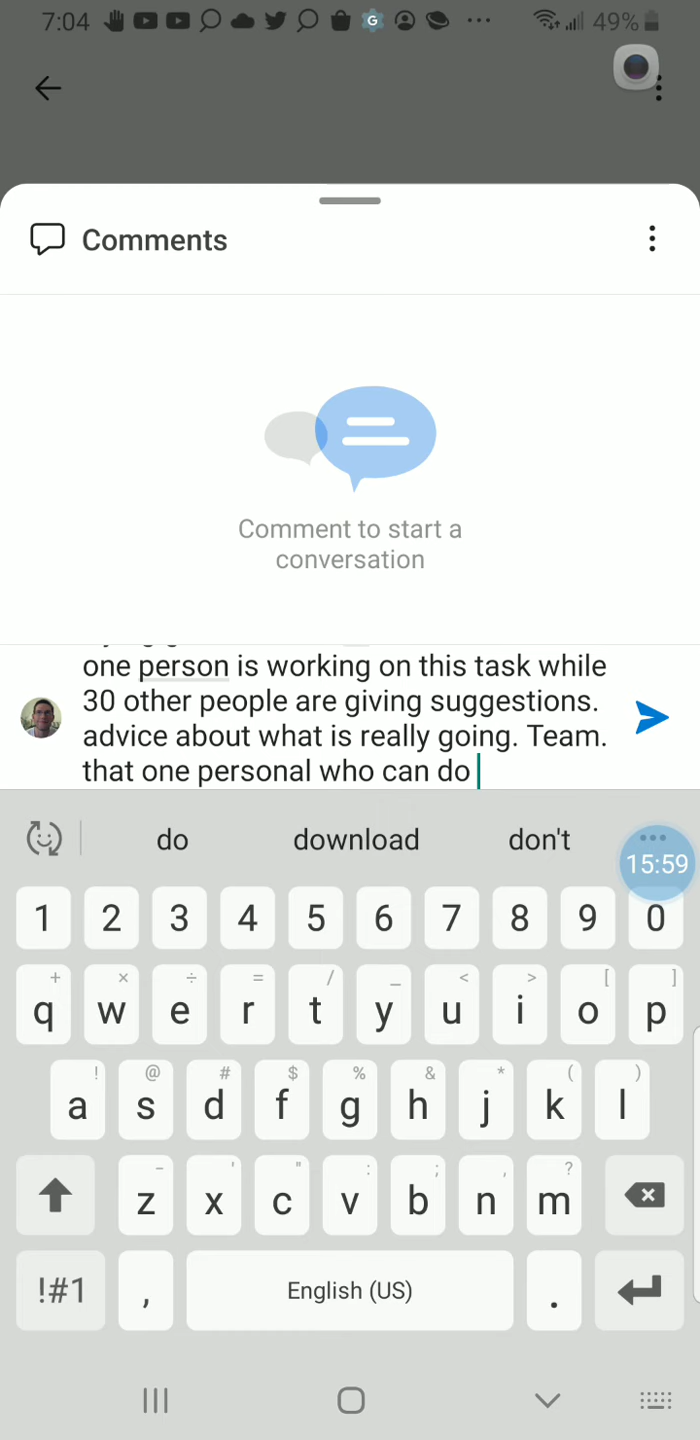 7:04 49%
Comments
Comment to start a
conversation
one person is working on this task while
30 other people are giving suggestions.
advice about what is really going. Team.
that one personal who can do
do download don't
15:59
1 2 3 4 5 6 7 8 9 0
+ × ÷ = / _ < > [ ]
q w e r t y u i o p
! @ # $ % & * ( )
a s d f g h j k l
- ' " : ; , ?
z x c v b n m
!#1 , English (US) .